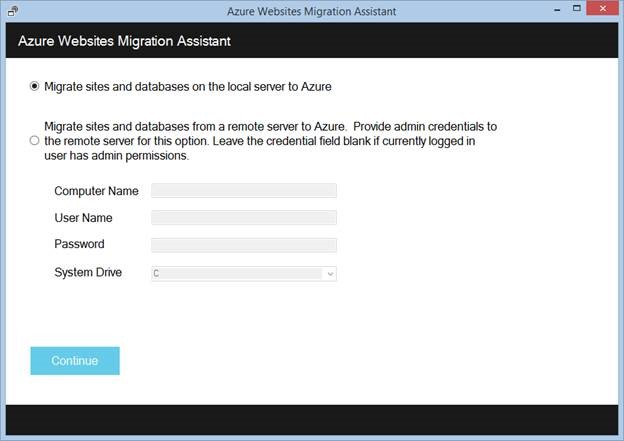 Azure Websites Migration Assistant
Azure Websites Migration Assistant
Migrate sites and databases on the local server to Azure
Migrate sites and databases from a remote server to Azure.  Provide admin credentials to
the remote server for this option. Leave the credential field blank if currently logged in
user has admin permissions.
Computer Name
User Name
Password
System Drive
C
Continue